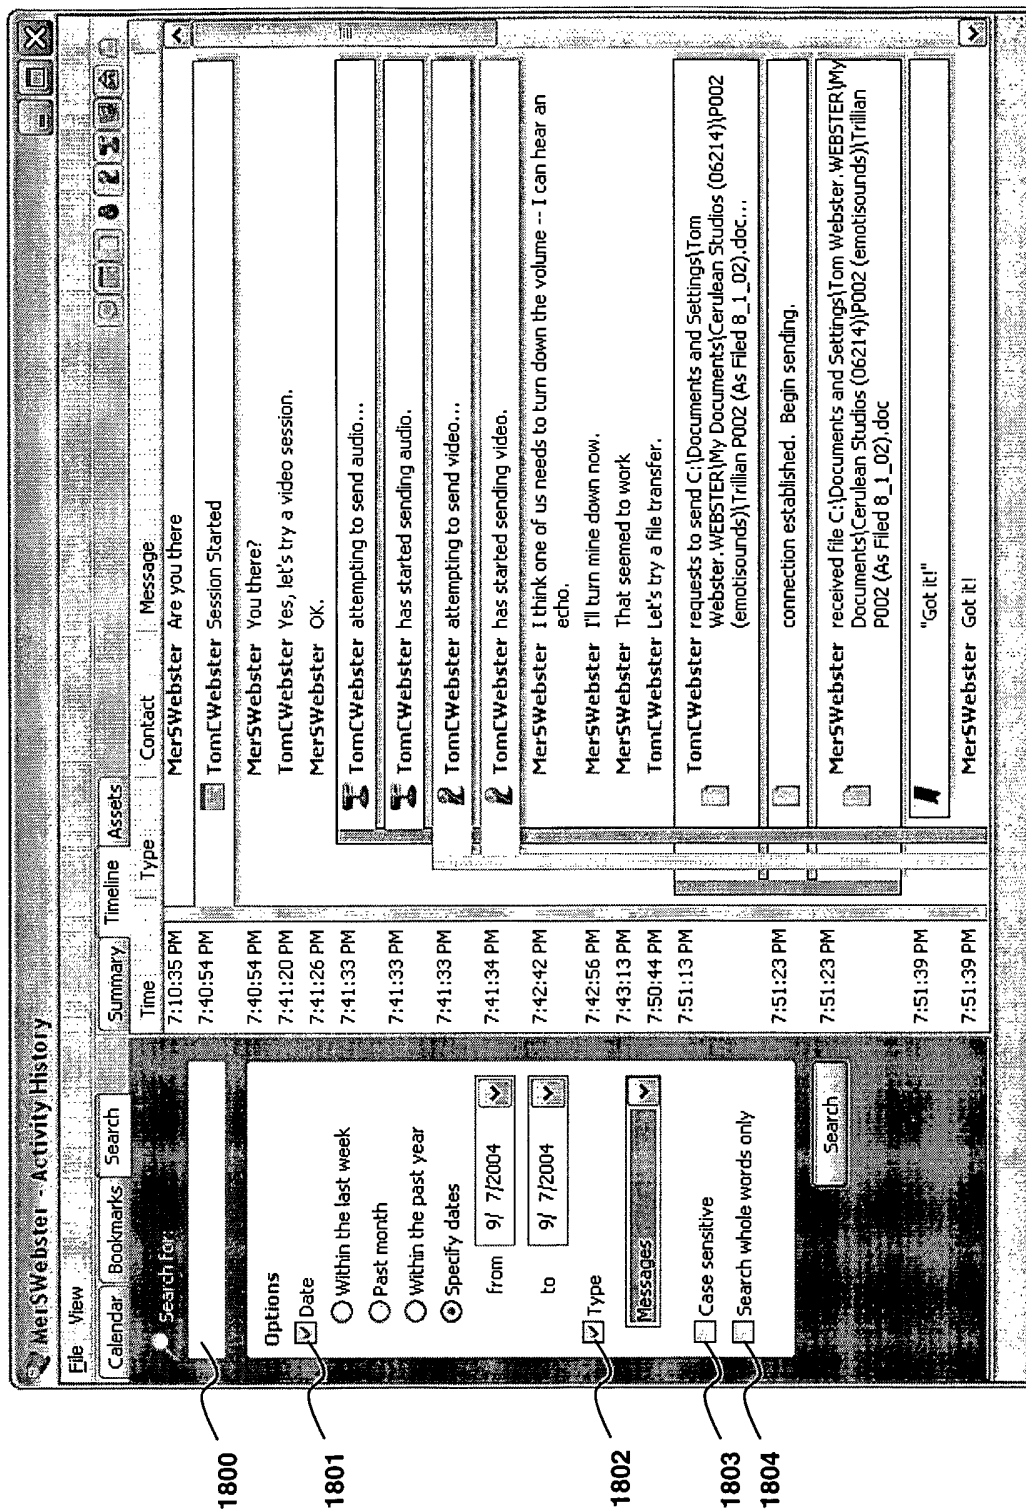 MerSWebster - Activity History
File View
Calendar Bookmarks Search
Search for:
Options
Date
Within the last week
Past month
Within the past year
Specify dates
from 9/ 7/2004
to 9/ 7/2004
Type
Messages
Case sensitive
Search whole words only
Search
Summary Timeline Assets
Time Type Contact Message
7:10:35 PM MerSWebster Are you there
7:40:54 PM TomCWebster Session Started
7:40:54 PM MerSWebster You there?
7:41:20 PM TomCWebster Yes, let's try a video session.
7:41:26 PM MerSWebster OK.
7:41:33 PM TomCWebster attempting to send audio...
7:41:33 PM TomCWebster has started sending audio.
7:41:33 PM TomCWebster attempting to send video...
7:41:34 PM TomCWebster has started sending video.
7:42:42 PM MerSWebster I think one of us needs to turn down the volume -- I can hear an
echo.
7:42:56 PM MerSWebster I'll turn mine down now.
7:43:13 PM MerSWebster That seemed to work
7:50:44 PM TomCWebster Let's try a file transfer.
7:51:13 PM TomCWebster requests to send C:\Documents and Settings\Tom
Webster.WEBSTER\My Documents\Cerulean Studios (06214)\P002
(emotisounds)\Trillian P002 (As Filed 8_1_02).doc...
7:51:23 PM connection established. Begin sending.
7:51:23 PM MerSWebster received file C:\Documents and Settings\Tom Webster.WEBSTER\My
Documents\Cerulean Studios (06214)\P002 (emotisounds)\Trillian
P002 (As Filed 8_1_02).doc
7:51:39 PM "Got it!"
7:51:39 PM MerSWebster Got it!
1800
1801
1802
1803
1804